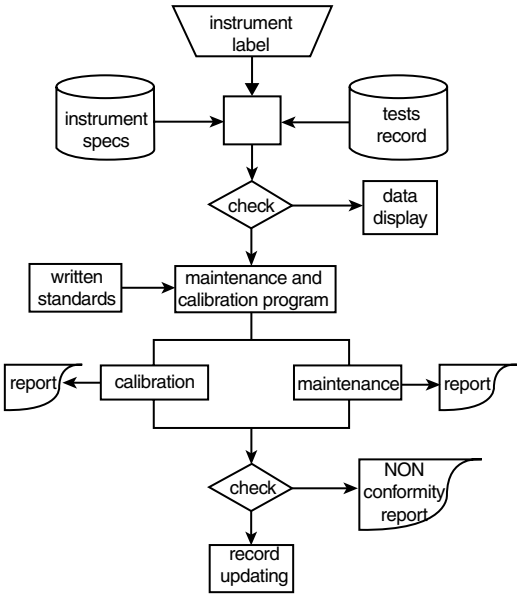 instrument
label
instrument
specs
tests
record
check
data
display
written
standards
maintenance and
calibration program
report
calibration
maintenance
report
check
NON
conformity
report
record
updating